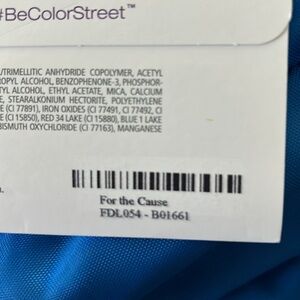 #BeColorStreet™
/TRIMELLITIC ANHYDRIDE COPOLYMER, ACETYL
OPYL ALCOHOL, BENZOPHENONE-3, PHOSPHOR-
TYL ALCOHOL, ETHYL ACETATE, MICA, CALCIUM
E, STEARALKONIUM HECTORITE, POLYETHYLENE
E (CI 77891), IRON OXIDES (CI 77491, CI 77492, CI
E (CI 15850), RED 34 LAKE (CI 15880), BLUE 1 LAKE
BISMUTH OXYCHLORIDE (CI 77163), MANGANESE
For the Cause
FDL054 - B01661